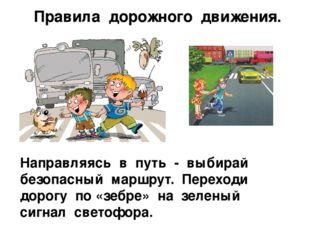 Правила дорожного движения.
Направляясь в путь - выбирай
безопасный маршрут. Переходи
дорогу по «зебре» на зеленый
сигнал светофора.